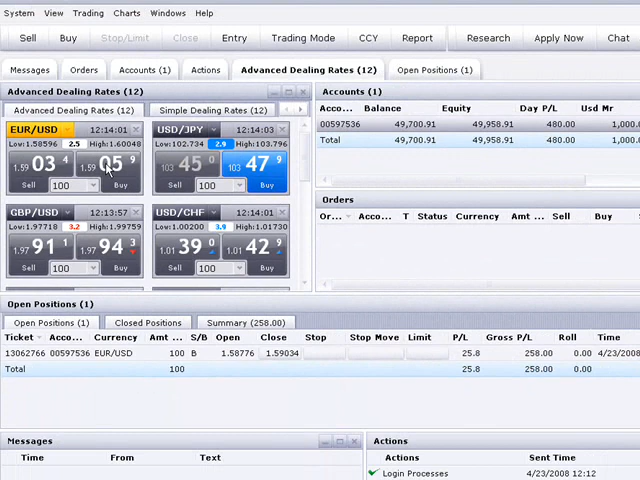 System View Trading Charts Windows Help
Sell Buy Stop/Limit Close Entry Trading Mode CCY Report Research Apply Now Chat
Messages Orders Accounts (1) Actions Advanced Dealing Rates (12) Open Positions (1)
Advanced Dealing Rates (12)
Advanced Dealing Rates (12) Simple Dealing Rates (12)
EUR/USD 12:14:01 USD/JPY 12:14:03
Low:1.58596 2.5 High:1.60048 Low:102.734 2.9 High:103.796
1.59 03 4 1.59 05 9 103 45 0 103 47 9
Sell 100 Buy Sell 100 Buy
GBP/USD 12:13:57 USD/CHF 12:14:01
Low:1.97718 3.2 High:1.99759 Low:1.00200 3.9 High:1.01730
1.97 91 1 1.97 94 3 1.01 39 0 1.01 42 9
Sell 100 Buy Sell 100 Buy
Accounts (1)
Acco... Balance Equity Day P/L Usd Mr
00597536 49,700.91 49,958.91 480.00 1,000.
Total 49,700.91 49,958.91 480.00 1,000.
Orders
Or... Acco... T Status Currency Amt ... Sell Buy
Open Positions (1)
Open Positions (1) Closed Positions Summary (258.00)
Ticket Acco... Currency Amt ... S/B Open Close Stop Stop Move Limit P/L Gross P/L Roll Time
13062766 00597536 EUR/USD 100 B 1.58776 1.59034 25.8 258.00 0.00 4/23/2008
Total 100 25.8 258.00 0.00
Messages
Time From Text
Actions
Actions Sent Time
Login Processes 4/23/2008 12:12